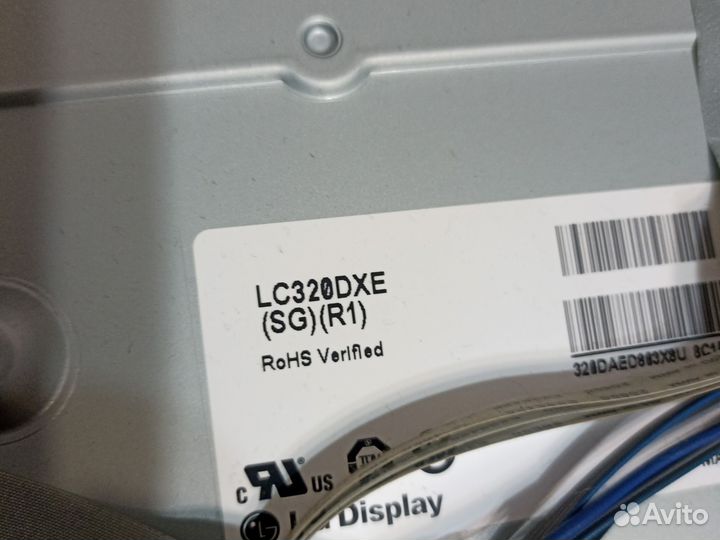 LC320DXE
(SG)(R1)
RoHS Verified
c US
Display
Avito